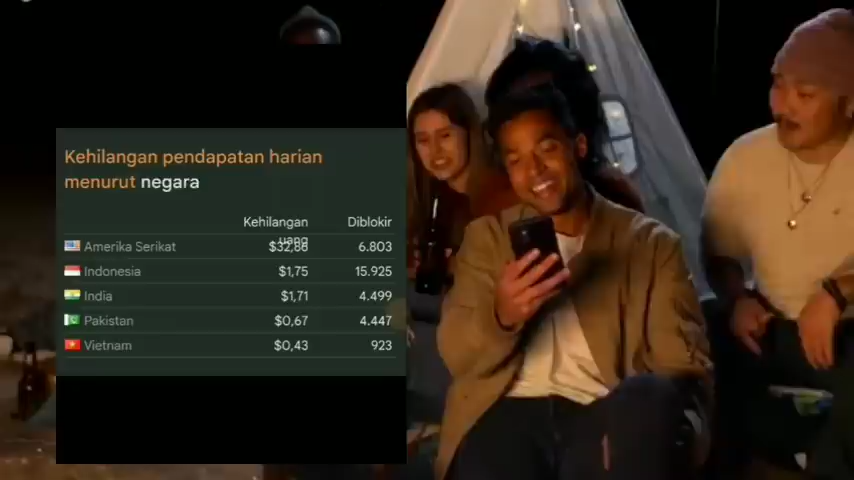 Kehilangan pendapatan harian
menurut negara
Kehilangan Diblokir
uang
Amerika Serikat $32,86 6.803
Indonesia $1,75 15.925
India $1,71 4.499
Pakistan $0,67 4.447
Vietnam $0,43 923